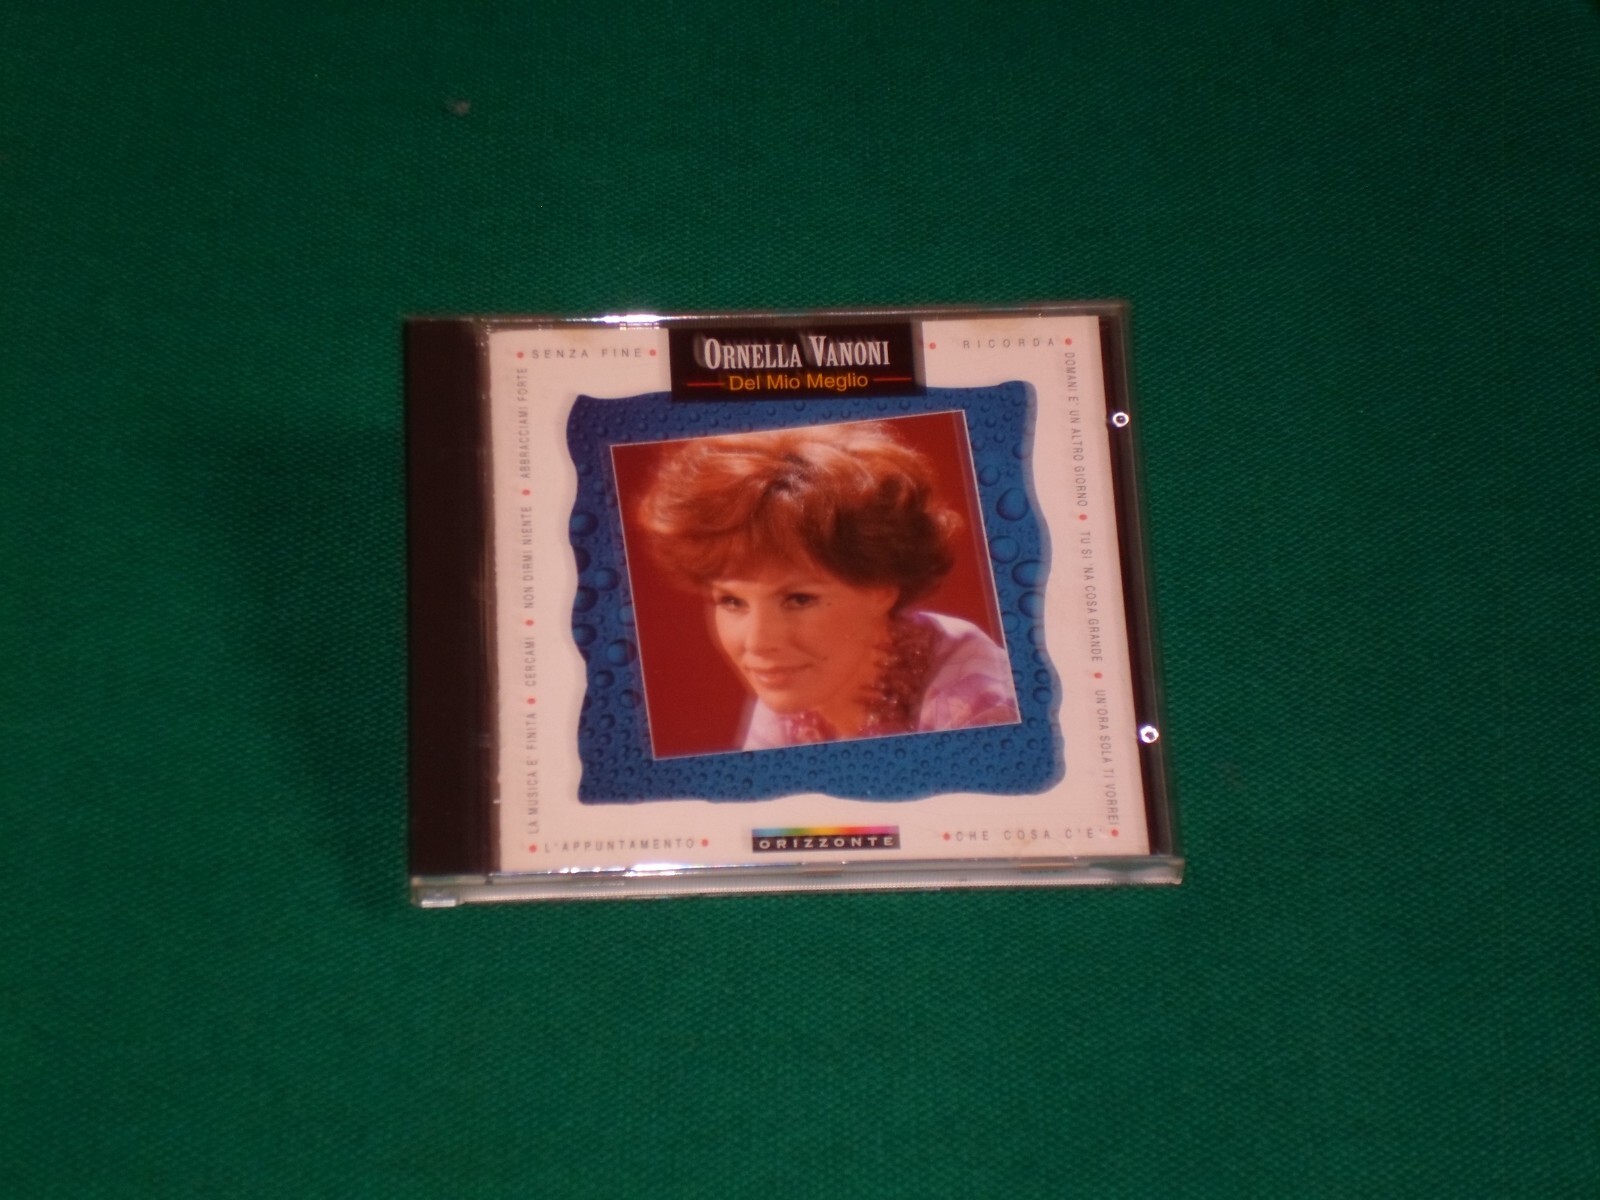 ORNELLA VANONI
Del Mio Meglio
SENZA FINE
RICORDA
DOMANI E' UN ALTRO GIORNO
TU SI 'NA COSA GRANDE
UN'ORA SOLA TI VORREI
CHE COSA C'E'
L'APPUNTAMENTO
LA MUSICA E' FINITA
CERCAMI
NON DIRMI NIENTE
ABBRACCIAMI FORTE
ORIZZONTE